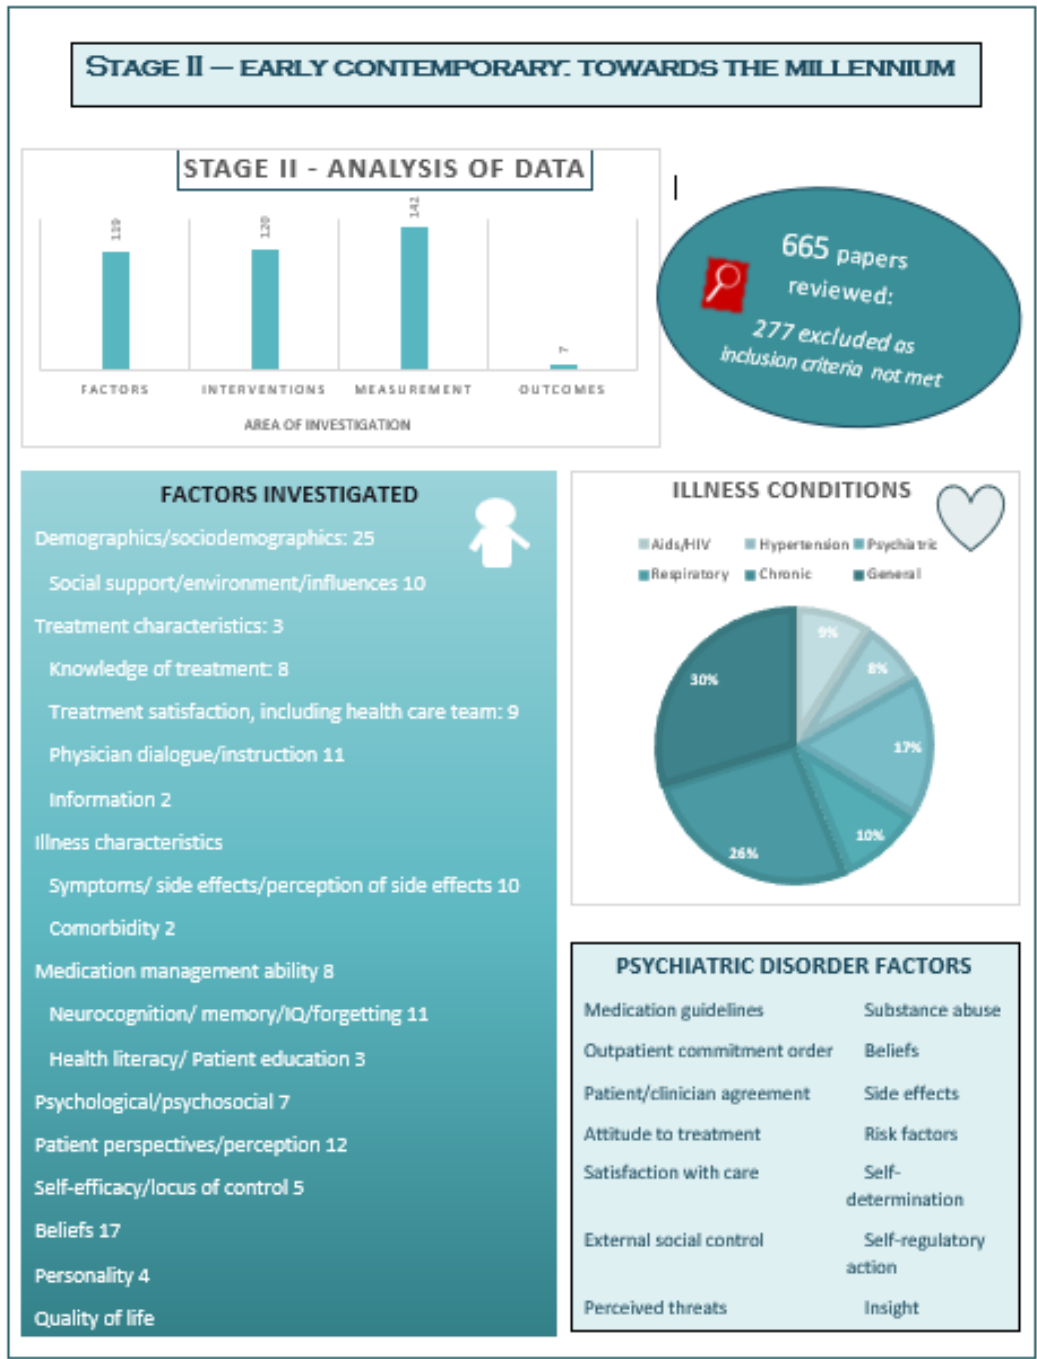 STAGE II – EARLY CONTEMPORARY: TOWARDS THE MILLENNIUM
STAGE II - ANALYSIS OF DATA
119
120
142
7
FACTORS
INTERVENTIONS
MEASUREMENT
OUTCOMES
AREA OF INVESTIGATION
665 papers
reviewed:
277 excluded as
inclusion criteria not met
FACTORS INVESTIGATED
Demographics/sociodemographics: 25
Social support/environment/influences 10
Treatment characteristics: 3
Knowledge of treatment: 8
Treatment satisfaction, including health care team: 9
Physician dialogue/instruction 11
Information 2
Illness characteristics
Symptoms/ side effects/perception of side effects 10
Comorbidity 2
Medication management ability 8
Neurocognition/ memory/IQ/forgetting 11
Health literacy/ Patient education 3
Psychological/psychosocial 7
Patient perspectives/perception 12
Self-efficacy/locus of control 5
Beliefs 17
Personality 4
Quality of life
ILLNESS CONDITIONS
Aids/HIV Hypertension Psychiatric
Respiratory Chronic General
9%
8%
17%
10%
26%
30%
PSYCHIATRIC DISORDER FACTORS
Medication guidelines Substance abuse
Outpatient commitment order Beliefs
Patient/clinician agreement Side effects
Attitude to treatment Risk factors
Satisfaction with care Self-
determination
External social control Self-regulatory
action
Perceived threats Insight